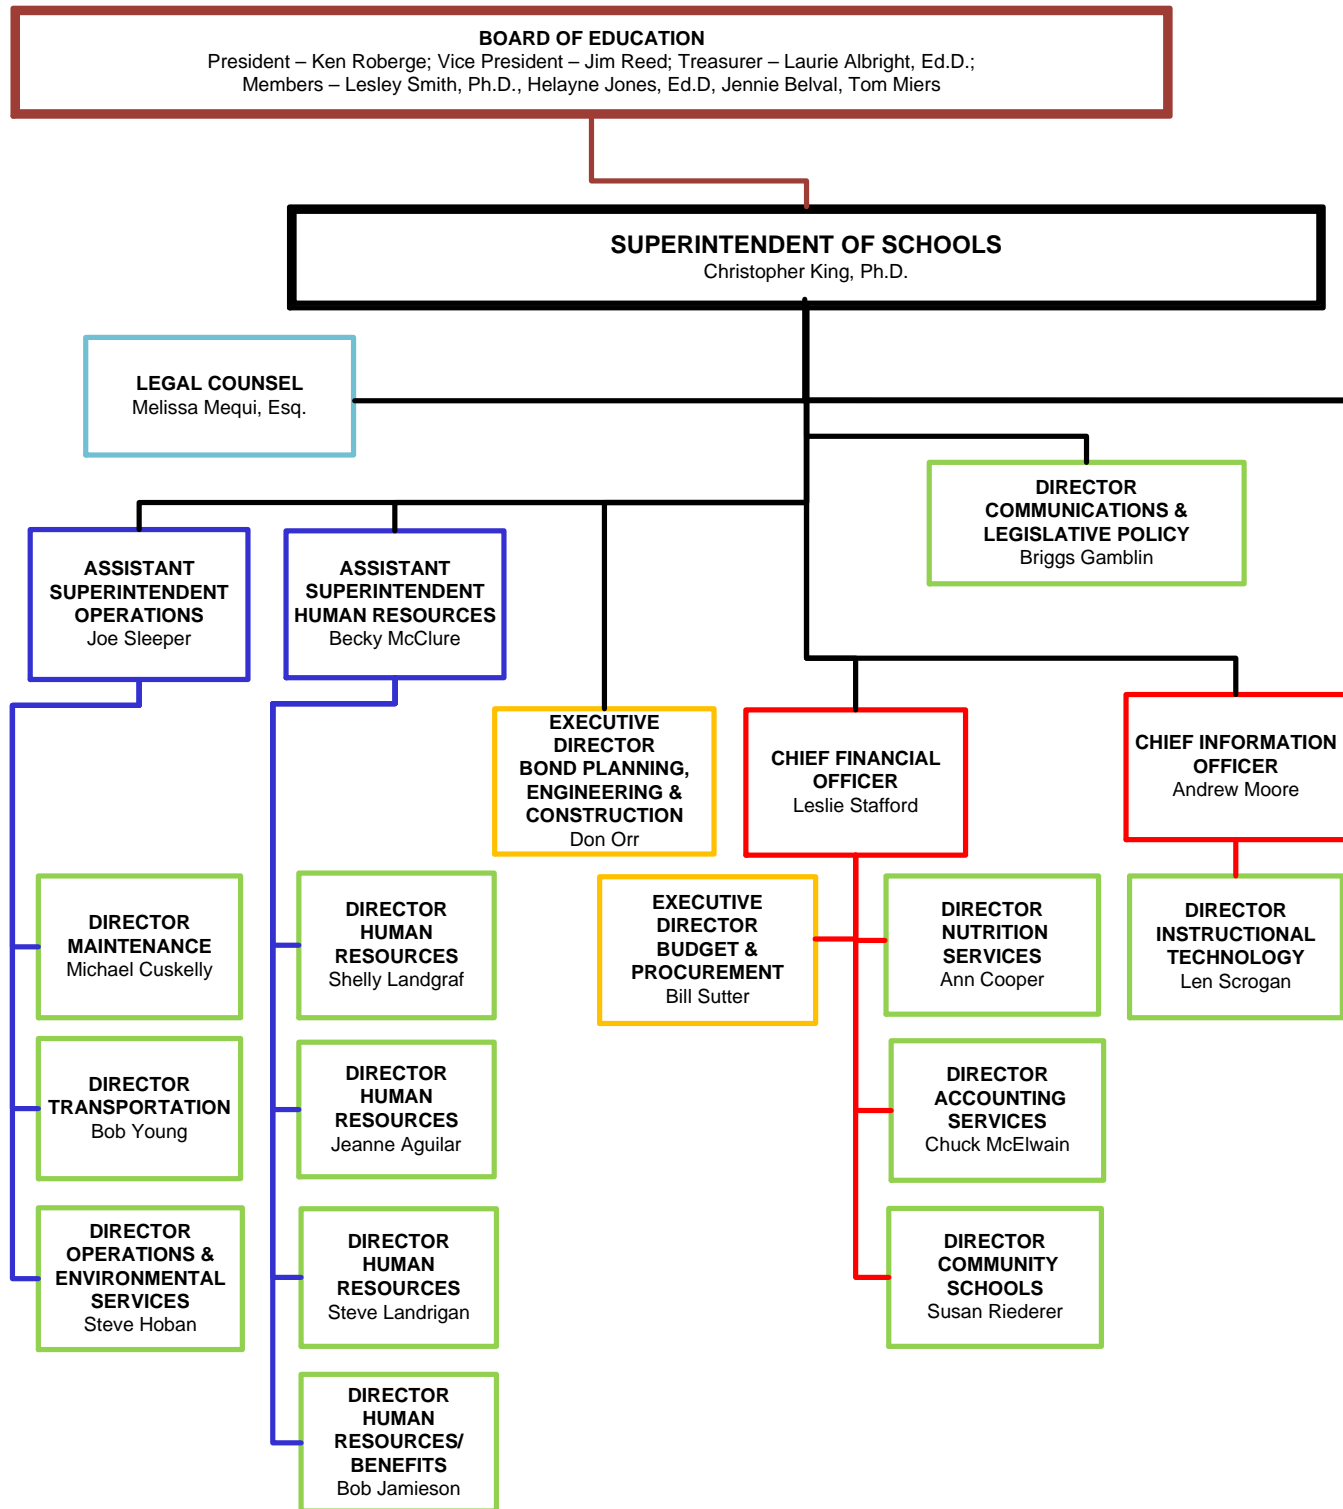 BOARD OF EDUCATION
President – Ken Roberge; Vice President – Jim Reed; Treasurer – Laurie Albright, Ed.D.;
Members – Lesley Smith, Ph.D., Helayne Jones, Ed.D, Jennie Belval, Tom Miers
SUPERINTENDENT OF SCHOOLS
Christopher King, Ph.D.
LEGAL COUNSEL
Melissa Mequi, Esq.
DIRECTOR
COMMUNICATIONS &
LEGISLATIVE POLICY
Briggs Gamblin
ASSISTANT
SUPERINTENDENT
OPERATIONS
Joe Sleeper
ASSISTANT
SUPERINTENDENT
HUMAN RESOURCES
Becky McClure
EXECUTIVE
DIRECTOR
BOND PLANNING,
ENGINEERING &
CONSTRUCTION
Don Orr
CHIEF FINANCIAL
OFFICER
Leslie Stafford
CHIEF INFORMATION
OFFICER
Andrew Moore
DIRECTOR
MAINTENANCE
Michael Cuskelly
DIRECTOR
HUMAN
RESOURCES
Shelly Landgraf
EXECUTIVE
DIRECTOR
BUDGET &
PROCUREMENT
Bill Sutter
DIRECTOR
NUTRITION
SERVICES
Ann Cooper
DIRECTOR
INSTRUCTIONAL
TECHNOLOGY
Len Scrogan
DIRECTOR
TRANSPORTATION
Bob Young
DIRECTOR
HUMAN
RESOURCES
Jeanne Aguilar
DIRECTOR
ACCOUNTING
SERVICES
Chuck McElwain
DIRECTOR
OPERATIONS &
ENVIRONMENTAL
SERVICES
Steve Hoban
DIRECTOR
HUMAN
RESOURCES
Steve Landrigan
DIRECTOR
COMMUNITY
SCHOOLS
Susan Riederer
DIRECTOR
HUMAN
RESOURCES/
BENEFITS
Bob Jamieson